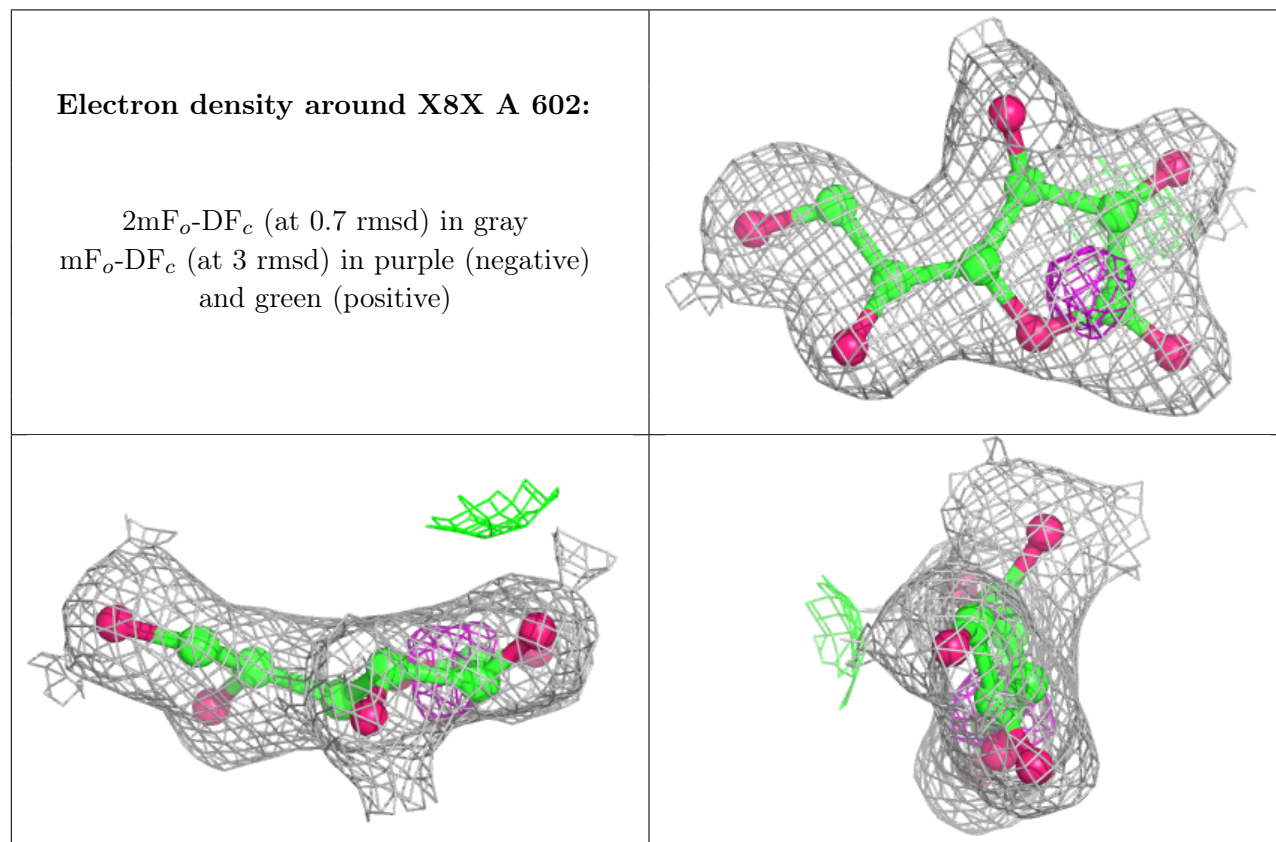 Electron density around X8X A 602:
2mFo-DFc (at 0.7 rmsd) in gray
mFo-DFc (at 3 rmsd) in purple (negative)
and green (positive)